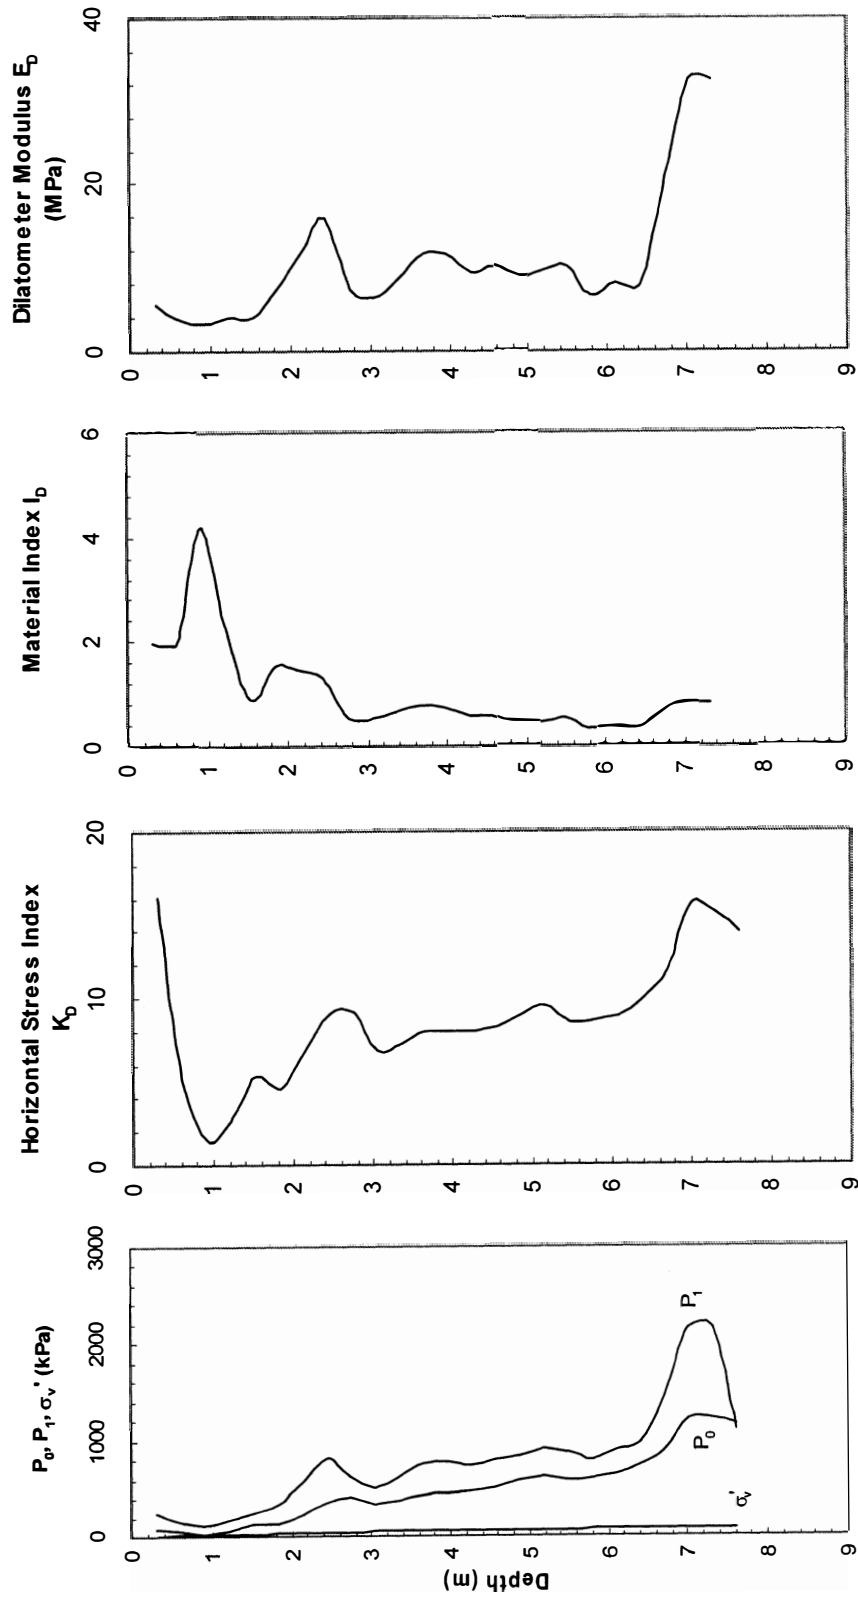 P₀, P₁, σᵥ' (kPa)
0 1000 2000 3000
0
1
2
3
4
5
6
7
8
9
Depth (m)
P₁
P₀
σᵥ'
Horizontal Stress Index
K_D
0 10 20
0
1
2
3
4
5
6
7
8
9
Material Index I_D
0 2 4 6
0
1
2
3
4
5
6
7
8
9
Dilatometer Modulus E_D
(MPa)
0 20 40
0
1
2
3
4
5
6
7
8
9